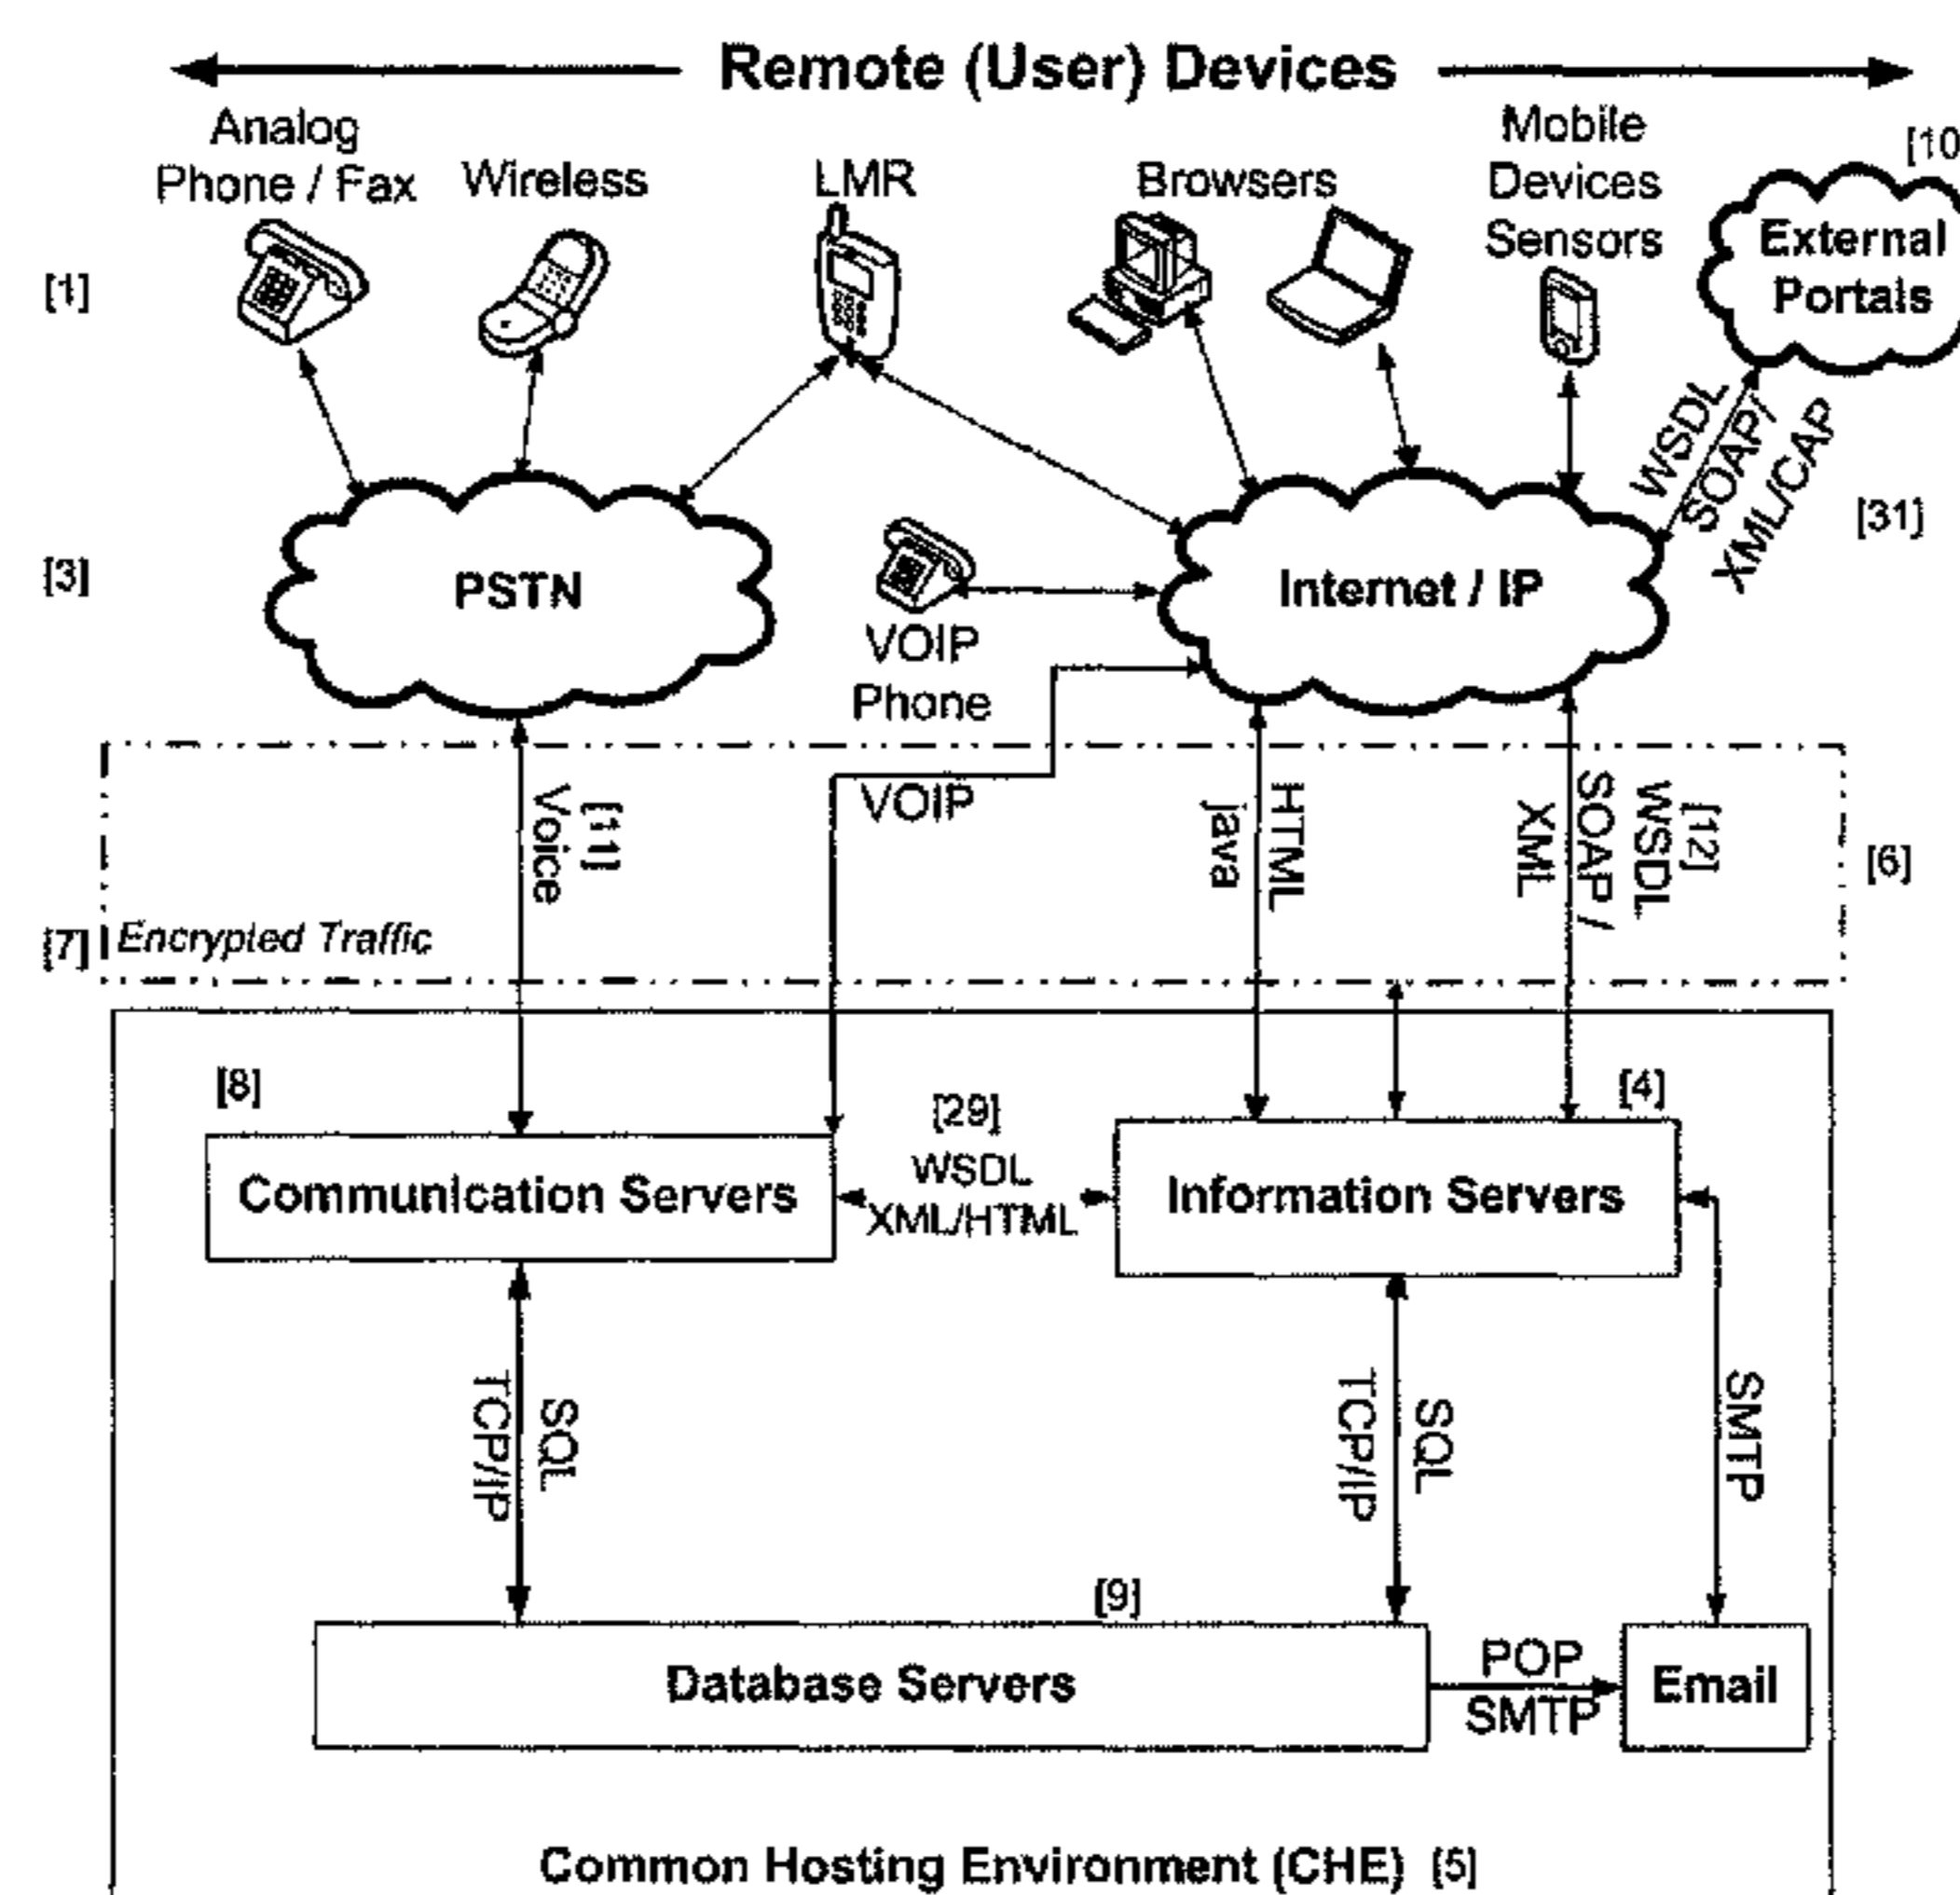 Remote (User) Devices
Analog
Phone / Fax
Wireless
LMR
Browsers
Mobile
Devices
Sensors
[10
External
Portals
[1]
WSDL
SOAP/
XML/CAP
[31]
[3]
PSTN
VOIP
Phone
Internet / IP
[11]
Voice
VOIP
HTML
java
[12]
WSDL
SOAP /
XML
[6]
[7]
Encrypted Traffic
[8]
[4]
[29]
WSDL
XML/HTML
Communication Servers
Information Servers
SQL
TCP/IP
SQL
TCP/IP
SMTP
[9]
Database Servers
POP
SMTP
Email
Common Hosting Environment (CHE) [5]